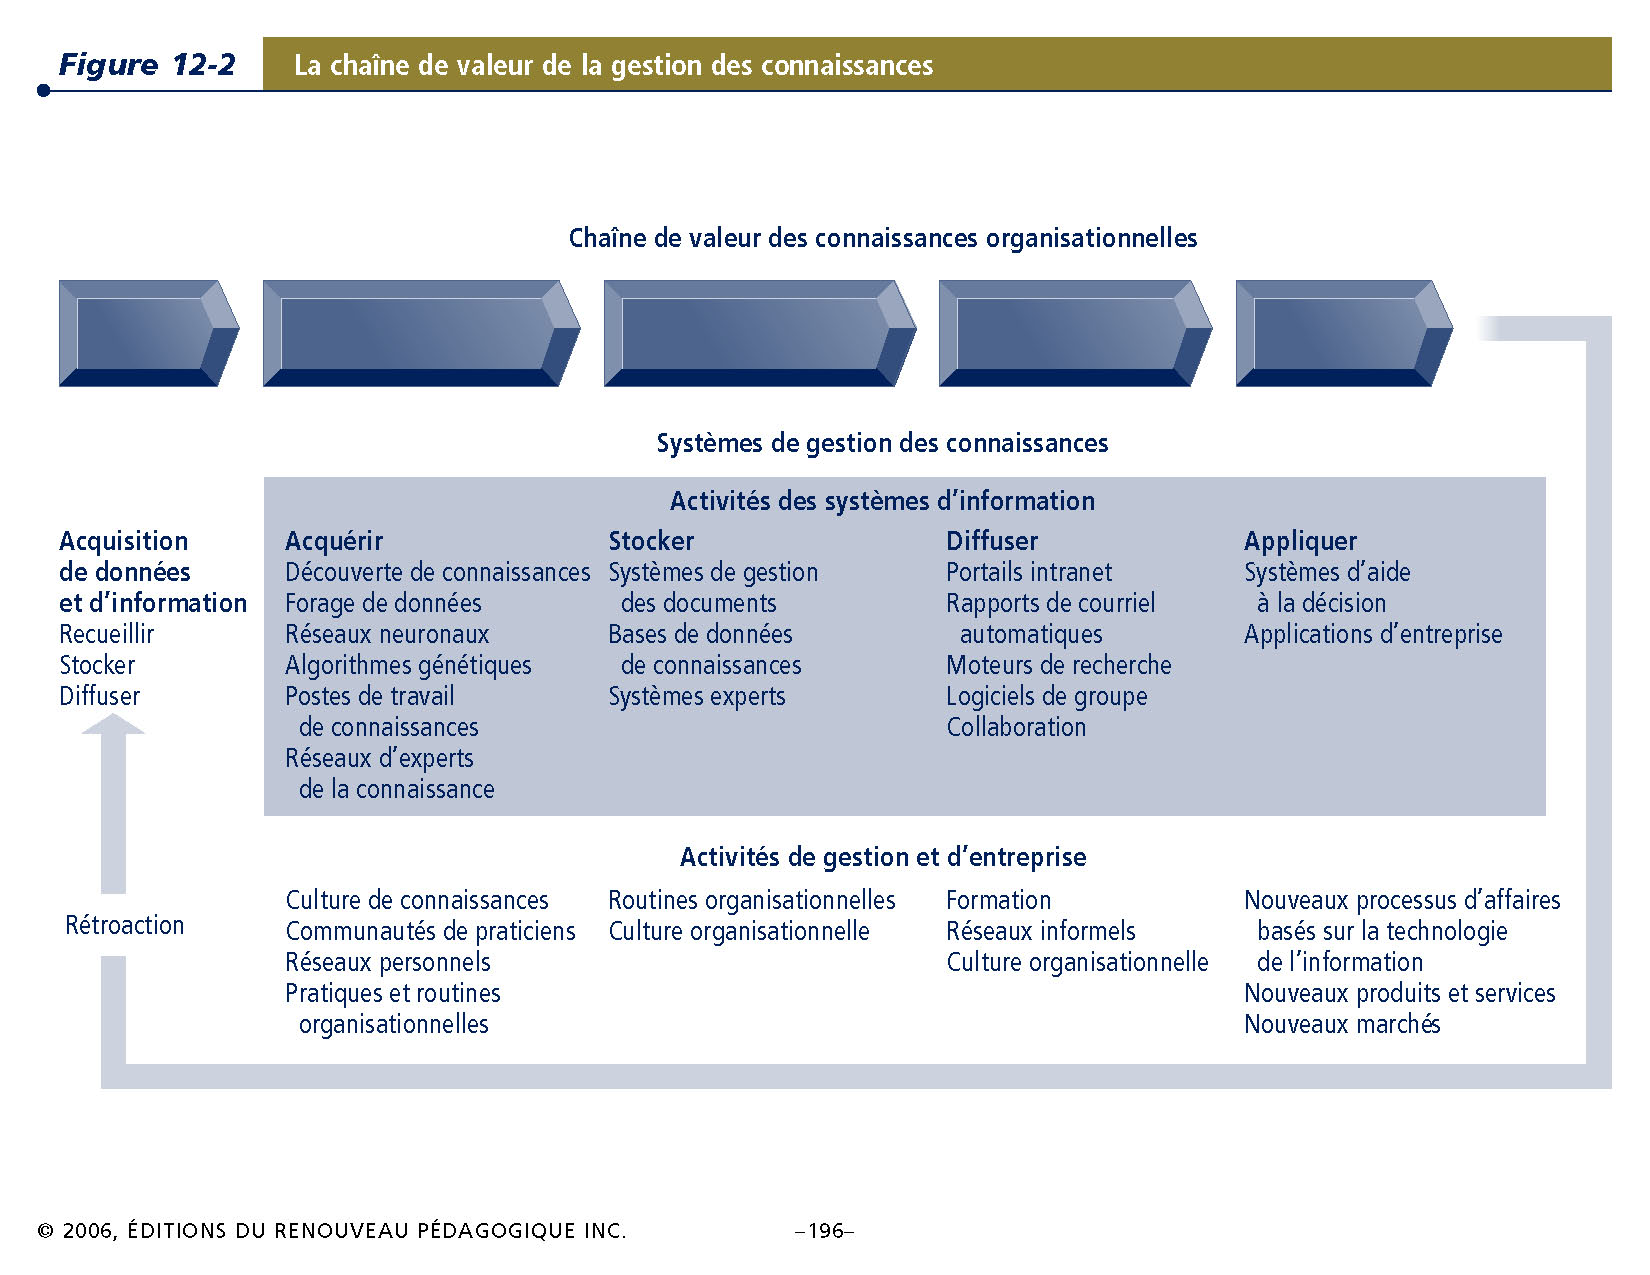 Figure 12-2
La chaîne de valeur de la gestion des connaissances
Chaîne de valeur des connaissances organisationnelles
Systèmes de gestion des connaissances
Activités des systèmes d’information
Acquisition
de données
et d’information
Recueillir
Stocker
Diffuser
Acquérir
Découverte de connaissances
Forage de données
Réseaux neuronaux
Algorithmes génétiques
Postes de travail
de connaissances
Réseaux d’experts
de la connaissance
Stocker
Systèmes de gestion
des documents
Bases de données
de connaissances
Systèmes experts
Diffuser
Portails intranet
Rapports de courriel
automatiques
Moteurs de recherche
Logiciels de groupe
Collaboration
Appliquer
Systèmes d’aide
à la décision
Applications d’entreprise
Activités de gestion et d’entreprise
Rétroaction
Culture de connaissances
Communautés de praticiens
Réseaux personnels
Pratiques et routines
organisationnelles
Routines organisationnelles
Culture organisationnelle
Formation
Réseaux informels
Culture organisationnelle
Nouveaux processus d’affaires
basés sur la technologie
de l’information
Nouveaux produits et services
Nouveaux marchés
© 2006, ÉDITIONS DU RENOUVEAU PÉDAGOGIQUE INC.
–196–